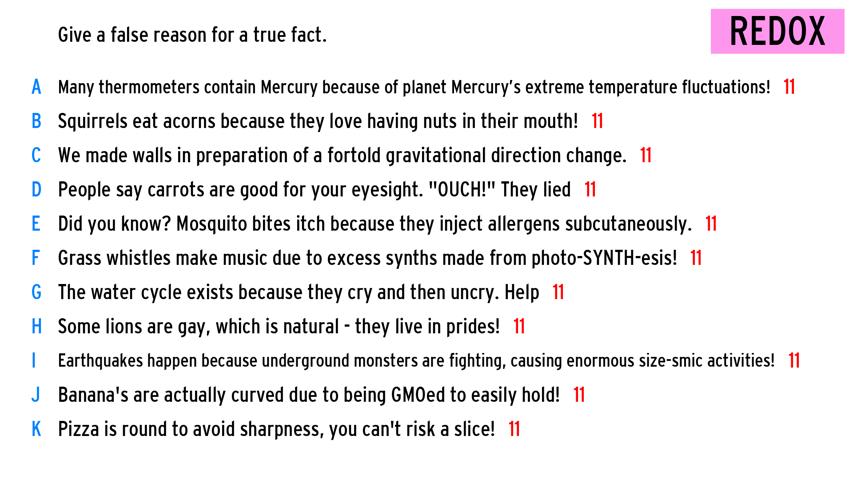 Give a false reason for a true fact.
REDOX
A Many thermometers contain Mercury because of planet Mercury's extreme temperature fluctuations! 11
B Squirrels eat acorns because they love having nuts in their mouth! 11
C We made walls in preparation of a fortold gravitational direction change. 11
D People say carrots are good for your eyesight. "OUCH!" They lied 11
E Did you know? Mosquito bites itch because they inject allergens subcutaneously. 11
F Grass whistles make music due to excess synths made from photo-SYNTH-esis! 11
G The water cycle exists because they cry and then uncry. Help 11
H Some lions are gay, which is natural - they live in prides! 11
I Earthquakes happen because underground monsters are fighting, causing enormous size-smic activities! 11
J Banana's are actually curved due to being GMOed to easily hold! 11
K Pizza is round to avoid sharpness, you can't risk a slice! 11